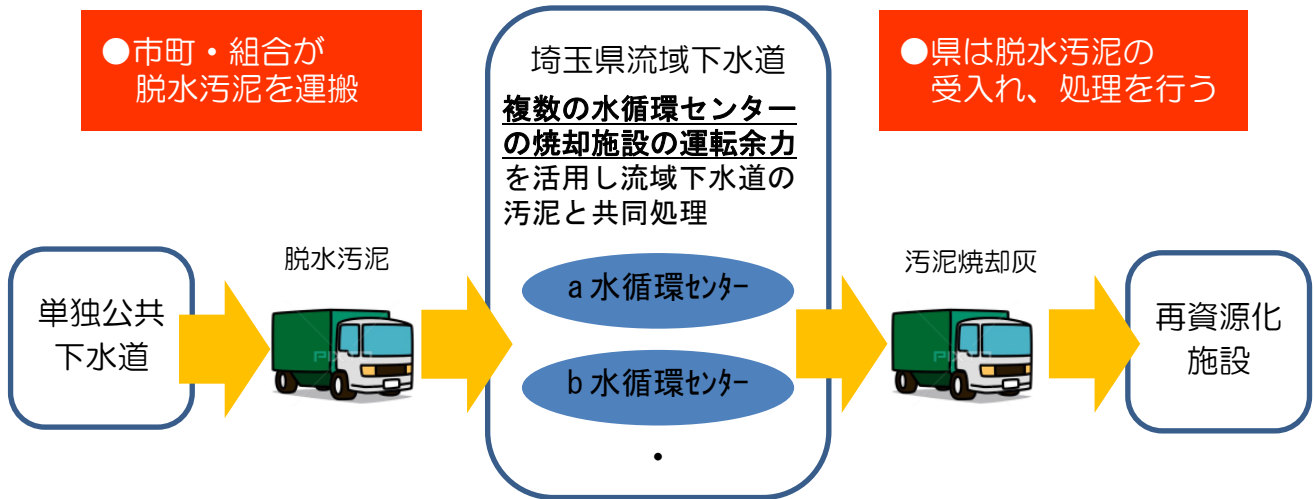 ●市町・組合が
脱水汚泥を運搬
埼玉県流域下水道
複数の水循環センター
の焼却施設の運転余力
を活用し流域下水道の
汚泥と共同処理
●県は脱水汚泥の
受入れ、処理を行う
単独公共
下水道
脱水汚泥
a 水循環ｾﾝﾀｰ
b 水循環ｾﾝﾀｰ
・
汚泥焼却灰
再資源化
施設